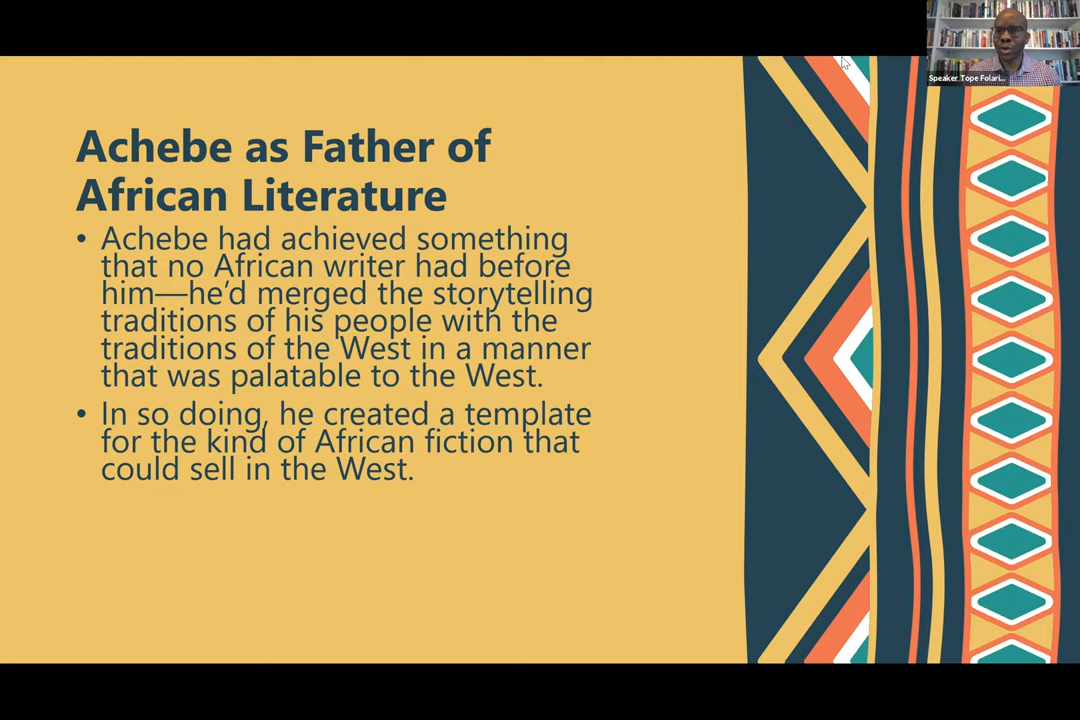 Speaker Tope Folari...
Achebe as Father of
African Literature
• Achebe had achieved something
that no African writer had before
him—he’d merged the storytelling
traditions of his people with the
traditions of the West in a manner
that was palatable to the West.
• In so doing, he created a template
for the kind of African fiction that
could sell in the West.